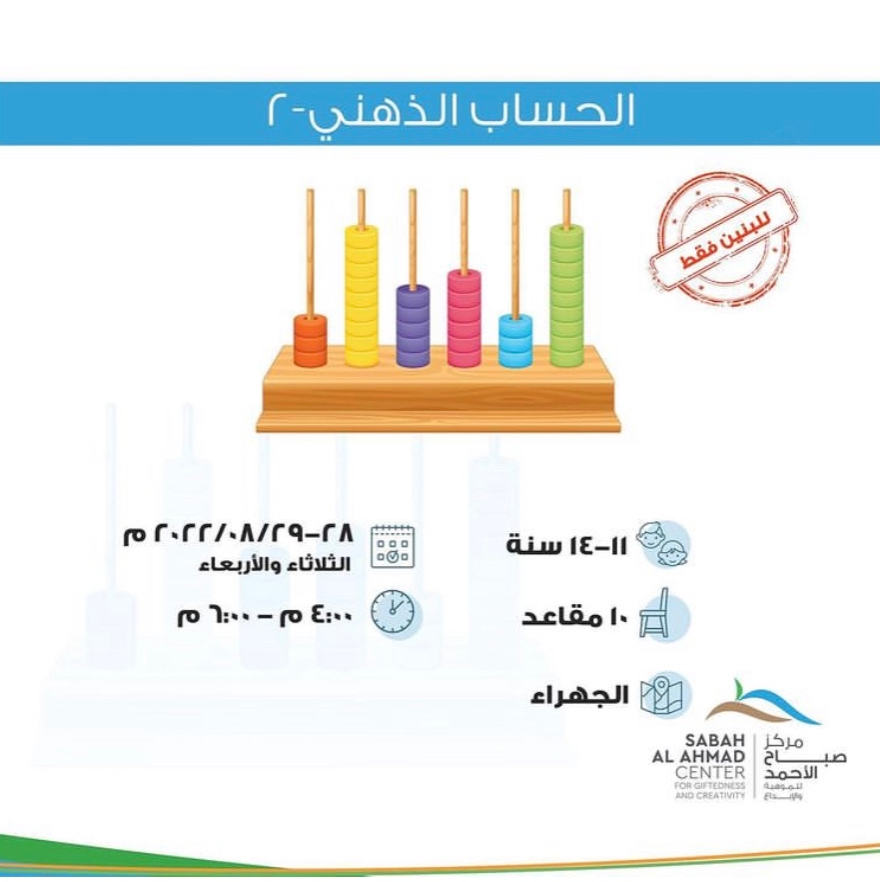 الحساب الذهني-٢
للبنين فقط
١١-١٤ سنة
٢٨-٢٠٢٢/٠٨/٢٩ م
الثلاثاء والأربعاء
١٠ مقاعد
٤:٠٠ م - ٦:٠٠ م
الجهراء
SABAH
AL AHMAD
CENTER
FOR GIFTEDNESS
AND CREATIVITY
مركز
صباح
الأحمد
للموهبة
والإبداع